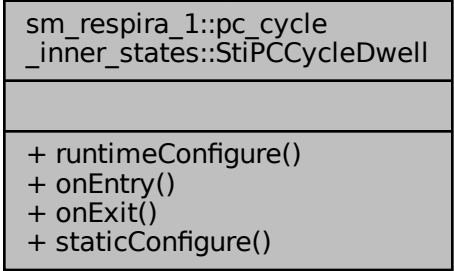 sm_respira_1::pc_cycle
_inner_states::StiPCCycleDwell
+ runtimeConfigure()
+ onEntry()
+ onExit()
+ staticConfigure()